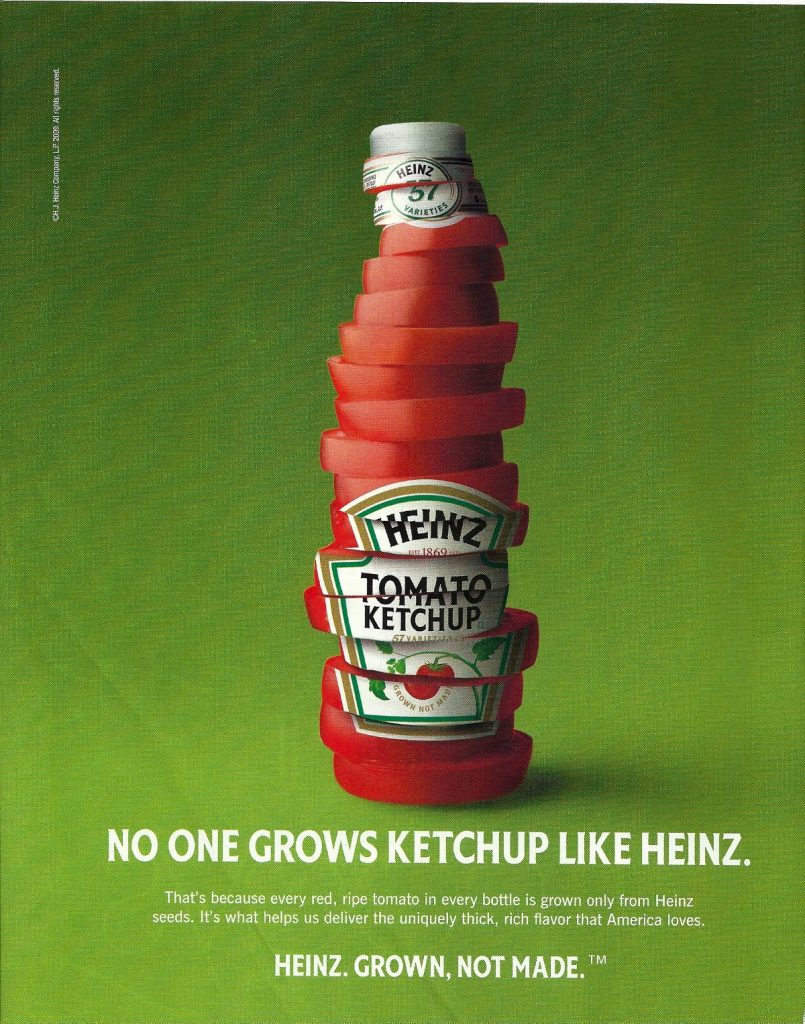 ©H.J. Heinz Company, L.P. 2009. All rights reserved.
HEINZ
57
VARIETIES
HEINZ
ESTD 1869
TOMATO
KETCHUP
57 VARIETIES
GROWN NOT MADE
NO ONE GROWS KETCHUP LIKE HEINZ.
That's because every red, ripe tomato in every bottle is grown only from Heinz
seeds. It's what helps us deliver the uniquely thick, rich flavor that America loves.
HEINZ. GROWN, NOT MADE.™